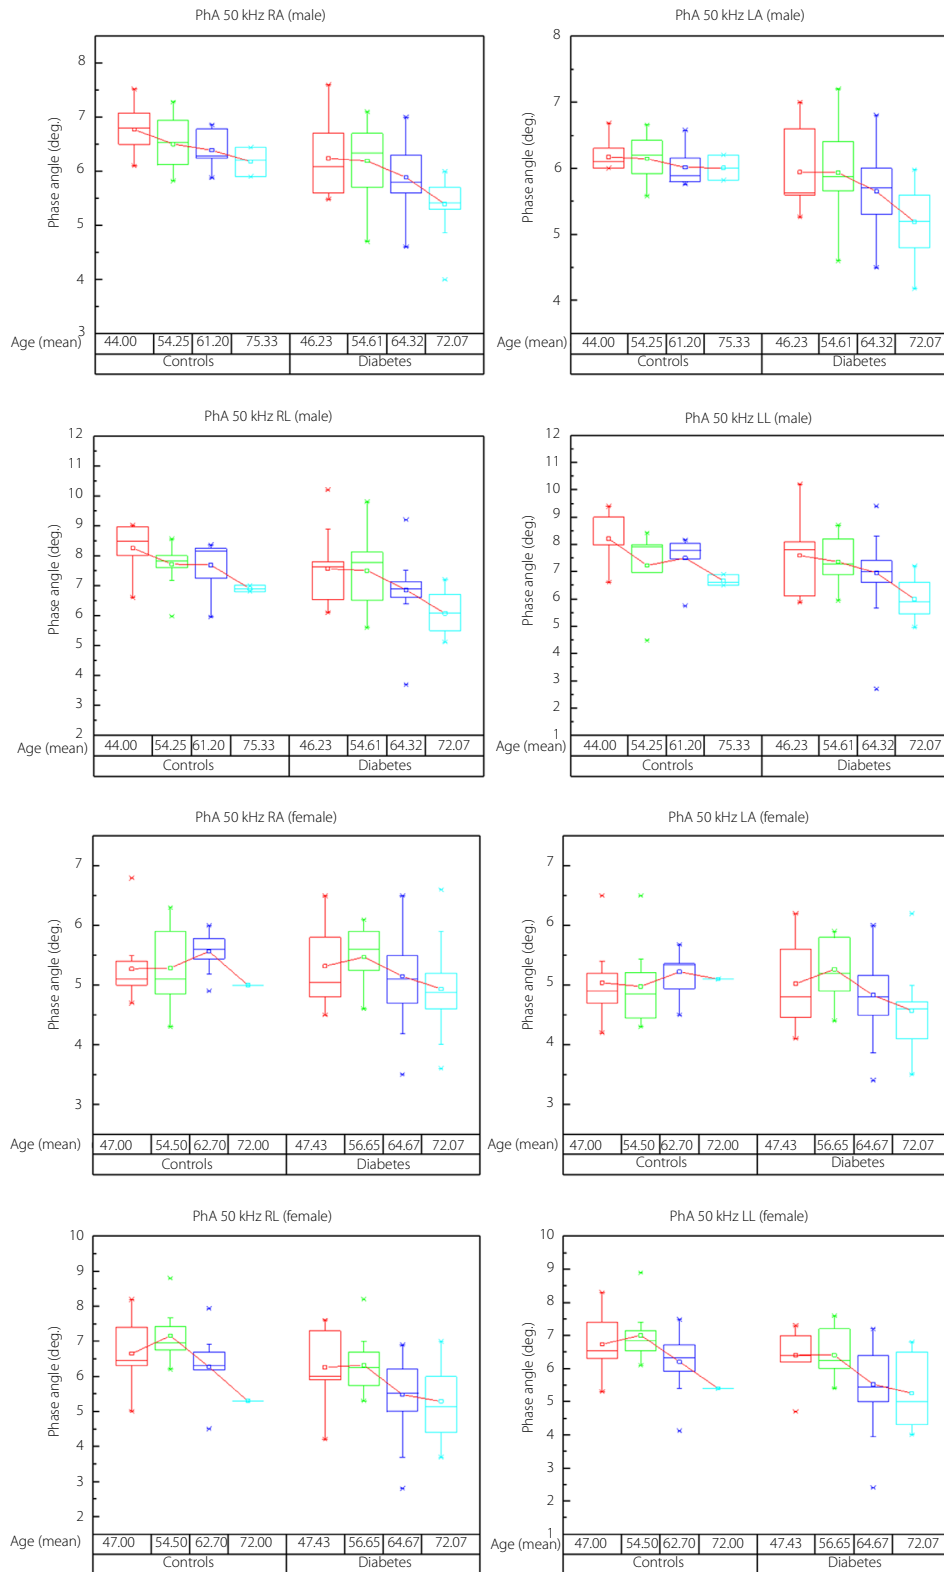 PhA 50 kHz RA (male)
8
7
6
5
4
3
Phase angle (deg.)
Age (mean)
44.00 54.25 61.20 75.33 46.23 54.61 64.32 72.07
Controls Diabetes
PhA 50 kHz LA (male)
8
7
6
5
4
Phase angle (deg.)
Age (mean)
44.00 54.25 61.20 75.33 46.23 54.61 64.32 72.07
Controls Diabetes
PhA 50 kHz RL (male)
12
11
10
9
8
7
6
5
4
3
2
Phase angle (deg.)
Age (mean)
44.00 54.25 61.20 75.33 46.23 54.61 64.32 72.07
Controls Diabetes
PhA 50 kHz LL (male)
12
11
10
9
8
7
6
5
4
3
2
1
Phase angle (deg.)
Age (mean)
44.00 54.25 61.20 75.33 46.23 54.61 64.32 72.07
Controls Diabetes
PhA 50 kHz RA (female)
7
6
5
4
3
Phase angle (deg.)
Age (mean)
47.00 54.50 62.70 72.00 47.43 56.65 64.67 72.07
Controls Diabetes
PhA 50 kHz LA (female)
7
6
5
4
3
Phase angle (deg.)
Age (mean)
47.00 54.50 62.70 72.00 47.43 56.65 64.67 72.07
Controls Diabetes
PhA 50 kHz RL (female)
10
9
8
7
6
5
4
3
2
Phase angle (deg.)
Age (mean)
47.00 54.50 62.70 72.00 47.43 56.65 64.67 72.07
Controls Diabetes
PhA 50 kHz LL (female)
10
9
8
7
6
5
4
3
2
1
Phase angle (deg.)
Age (mean)
47.00 54.50 62.70 72.00 47.43 56.65 64.67 72.07
Controls Diabetes